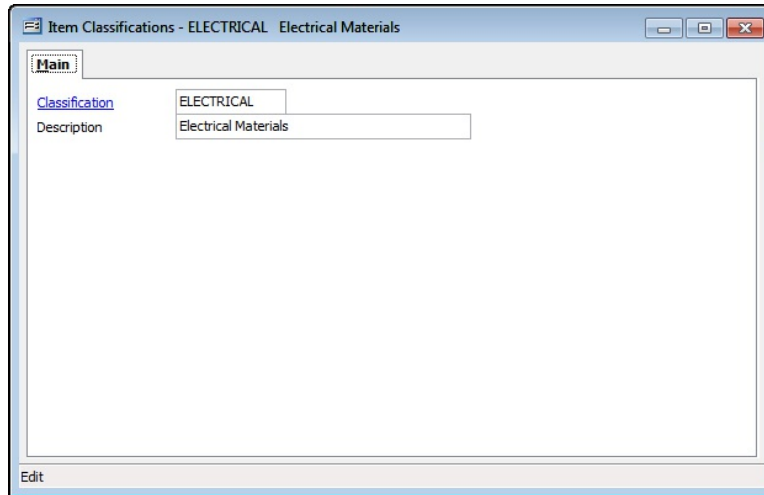 Item Classifications - ELECTRICAL   Electrical Materials
Main
Classification ELECTRICAL
Description Electrical Materials
Edit